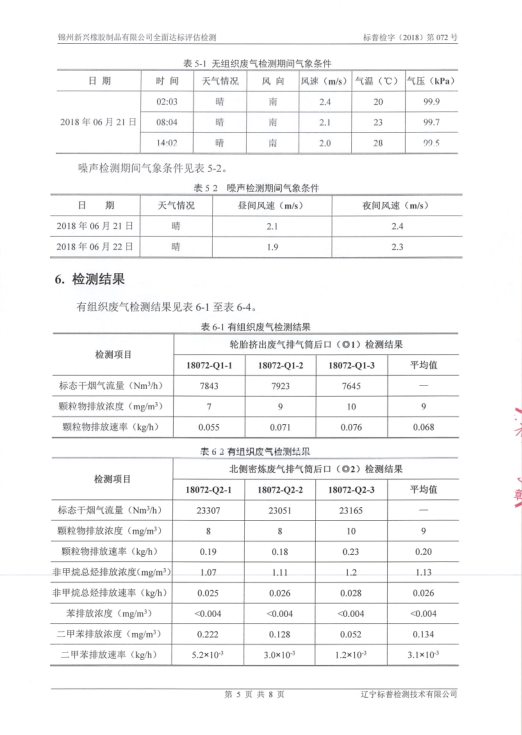 锦州新兴橡胶制品有限公司全面达标评估检测 标普检字（2018）第 072 号
表 5-1 无组织废气检测期间气象条件
日 期 时 间 天气情况 风 向 风速（m/s） 气温（℃） 气压（kPa）
2018 年 06 月 21 日 02:03 晴 南 2.4 20 99.9
08:04 晴 南 2.1 23 99.7
14:02 晴 南 2.0 28 99.5
噪声检测期间气象条件见表 5-2。
表 5 2 噪声检测期间气象条件
日 期 天气情况 昼间风速（m/s） 夜间风速（m/s）
2018 年 06 月 21 日 晴 2.1 2.4
2018 年 06 月 22 日 晴 1.9 2.3
6. 检测结果
有组织废气检测结果见表 6-1 至表 6-4。
表 6-1 有组织废气检测结果
检测项目 轮胎挤出废气排气筒后口（◎1）检测结果
18072-Q1-1 18072-Q1-2 18072-Q1-3 平均值
标态干烟气流量（Nm³/h） 7843 7923 7645 —
颗粒物排放浓度（mg/m³） 7 9 10 9
颗粒物排放速率（kg/h） 0.055 0.071 0.076 0.068
表 6 2 有组织废气检测结果
检测项目 北侧密炼废气排气筒后口（◎2）检测结果
18072-Q2-1 18072-Q2-2 18072-Q2-3 平均值
标态干烟气流量（Nm³/h） 23307 23051 23165 —
颗粒物排放浓度（mg/m³） 8 8 10 9
颗粒物排放速率（kg/h） 0.19 0.18 0.23 0.20
非甲烷总烃排放浓度(mg/m³) 1.07 1.11 1.2 1.13
非甲烷总烃排放速率（kg/h） 0.025 0.026 0.028 0.026
苯排放浓度（mg/m³） <0.004 <0.004 <0.004 <0.004
二甲苯排放浓度（mg/m³） 0.222 0.128 0.052 0.134
二甲苯排放速率（kg/h） 5.2×10⁻³ 3.0×10⁻³ 1.2×10⁻³ 3.1×10⁻³
第 5 页 共 8 页 辽宁标普检测技术有限公司